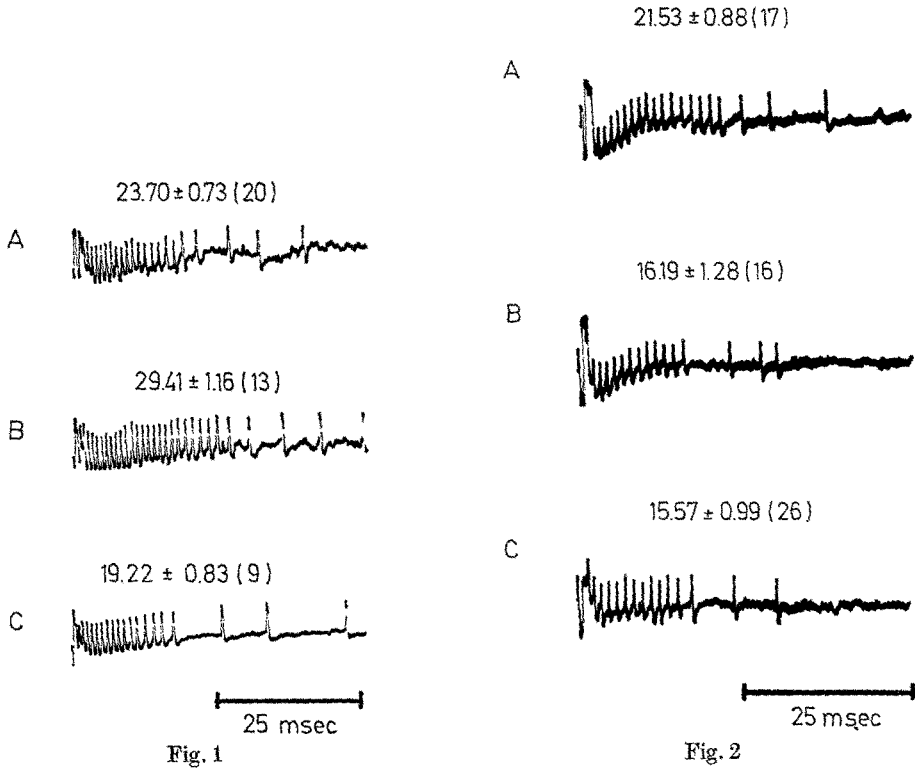 23.70 ± 0.73 (20)
A
29.41 ± 1.16 (13)
B
19.22 ± 0.83 (9)
C
25 msec
Fig. 1
21.53 ± 0.88 (17)
A
16.19 ± 1.28 (16)
B
15.57 ± 0.99 (26)
C
25 msec
Fig. 2